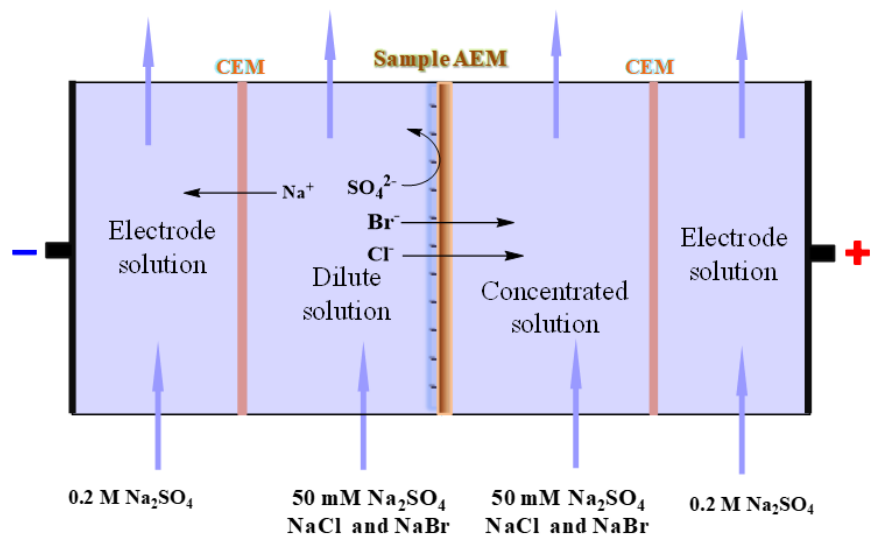 CEM
Sample AEM
CEM
SO₄²⁻
Na⁺
Br⁻
Cl⁻
Electrode
solution
Dilute
solution
Concentrated
solution
Electrode
solution
−
+
0.2 M Na₂SO₄
50 mM Na₂SO₄
NaCl and NaBr
50 mM Na₂SO₄
NaCl and NaBr
0.2 M Na₂SO₄